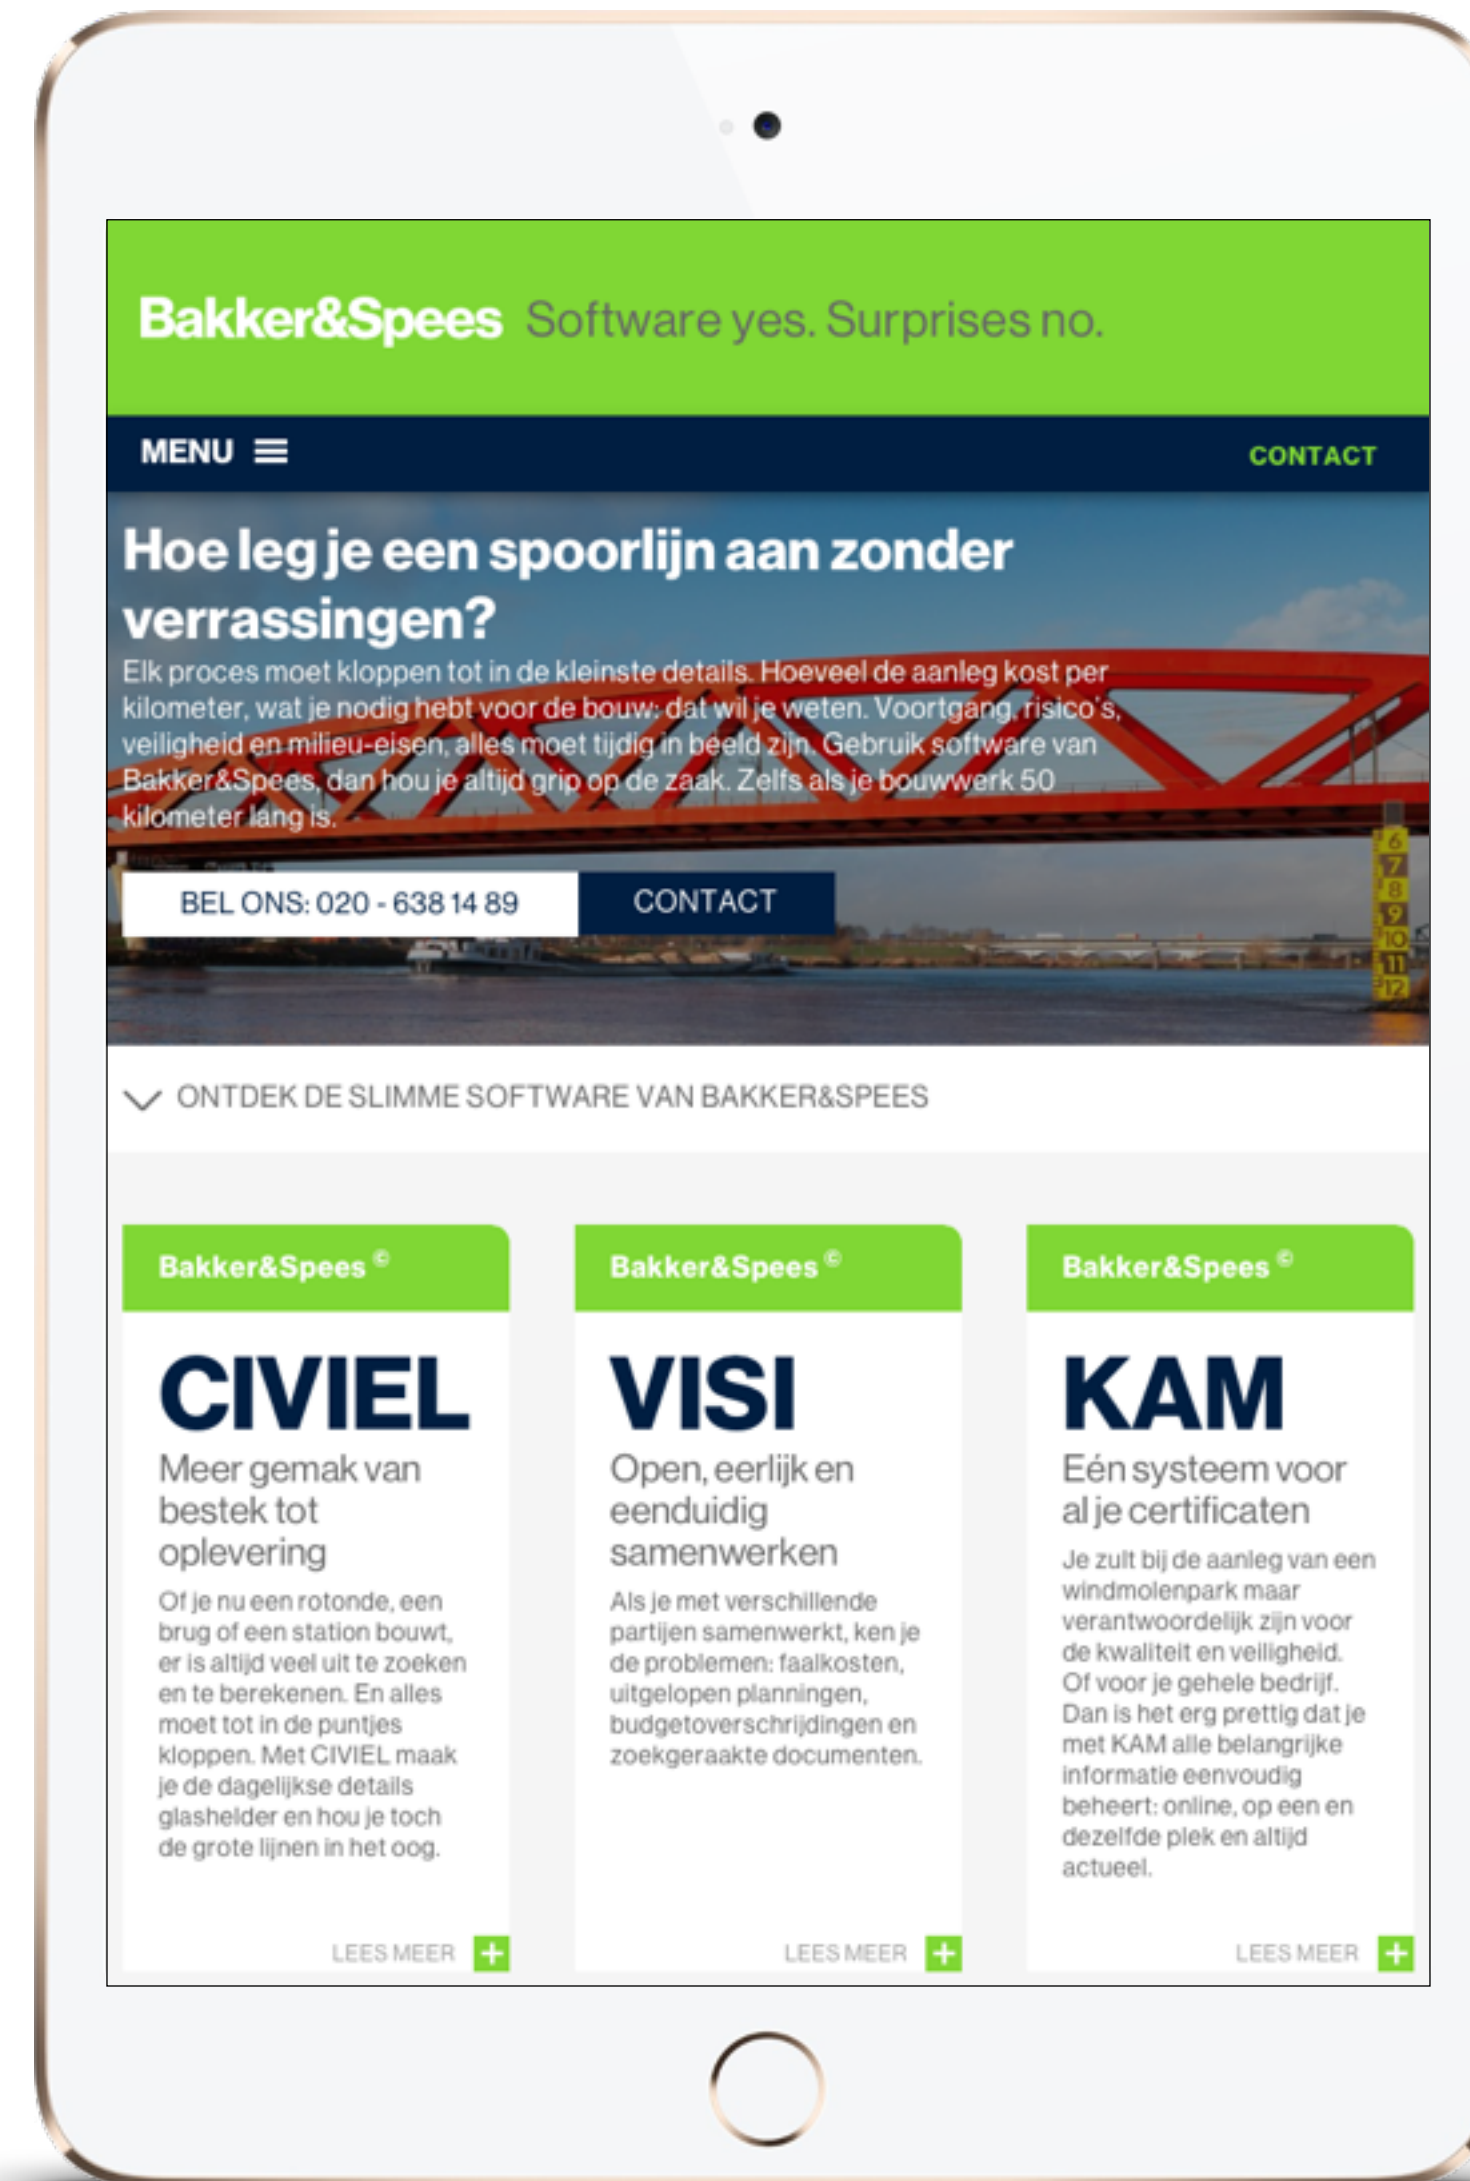 Bakker&Spees Software yes. Surprises no.
MENU
CONTACT
Hoe leg je een spoorlijn aan zonder
verrassingen?
Elk proces moet kloppen tot in de kleinste details. Hoeveel de aanleg kost per
kilometer, wat je nodig hebt voor de bouw: dat wil je weten. Voortgang, risico's,
veiligheid en milieu-eisen, alles moet tijdig in beeld zijn. Gebruik software van
Bakker&Spees, dan hou je altijd grip op de zaak. Zelfs als je bouwwerk 50
kilometer lang is.
BEL ONS: 020 - 638 14 89
CONTACT
6
7
8
9
10
11
12
ONTDEK DE SLIMME SOFTWARE VAN BAKKER&SPEES
Bakker&Spees ©
CIVIEL
Meer gemak van
bestek tot
oplevering
Of je nu een rotonde, een
brug of een station bouwt,
er is altijd veel uit te zoeken
en te berekenen. En alles
moet tot in de puntjes
kloppen. Met CIVIEL maak
je de dagelijkse details
glashelder en hou je toch
de grote lijnen in het oog.
LEES MEER +
Bakker&Spees ©
VISI
Open, eerlijk en
eenduidig
samenwerken
Als je met verschillende
partijen samenwerkt, ken je
de problemen: faalkosten,
uitgelopen planningen,
budgetoverschrijdingen en
zoekgeraakte documenten.
LEES MEER +
Bakker&Spees ©
KAM
Eén systeem voor
al je certificaten
Je zult bij de aanleg van een
windmolenpark maar
verantwoordelijk zijn voor
de kwaliteit en veiligheid.
Of voor je gehele bedrijf.
Dan is het erg prettig dat je
met KAM alle belangrijke
informatie eenvoudig
beheert: online, op een en
dezelfde plek en altijd
actueel.
LEES MEER +